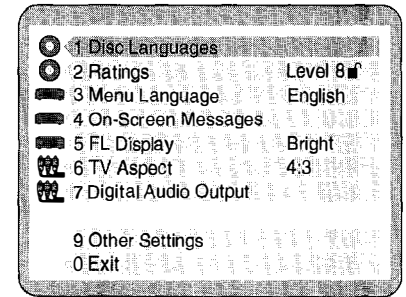 1 Disc Languages
2 Ratings Level 8
3 Menu Language English
4 On-Screen Messages
5 FL Display Bright
6 TV Aspect 4:3
7 Digital Audio Output
9 Other Settings
0 Exit